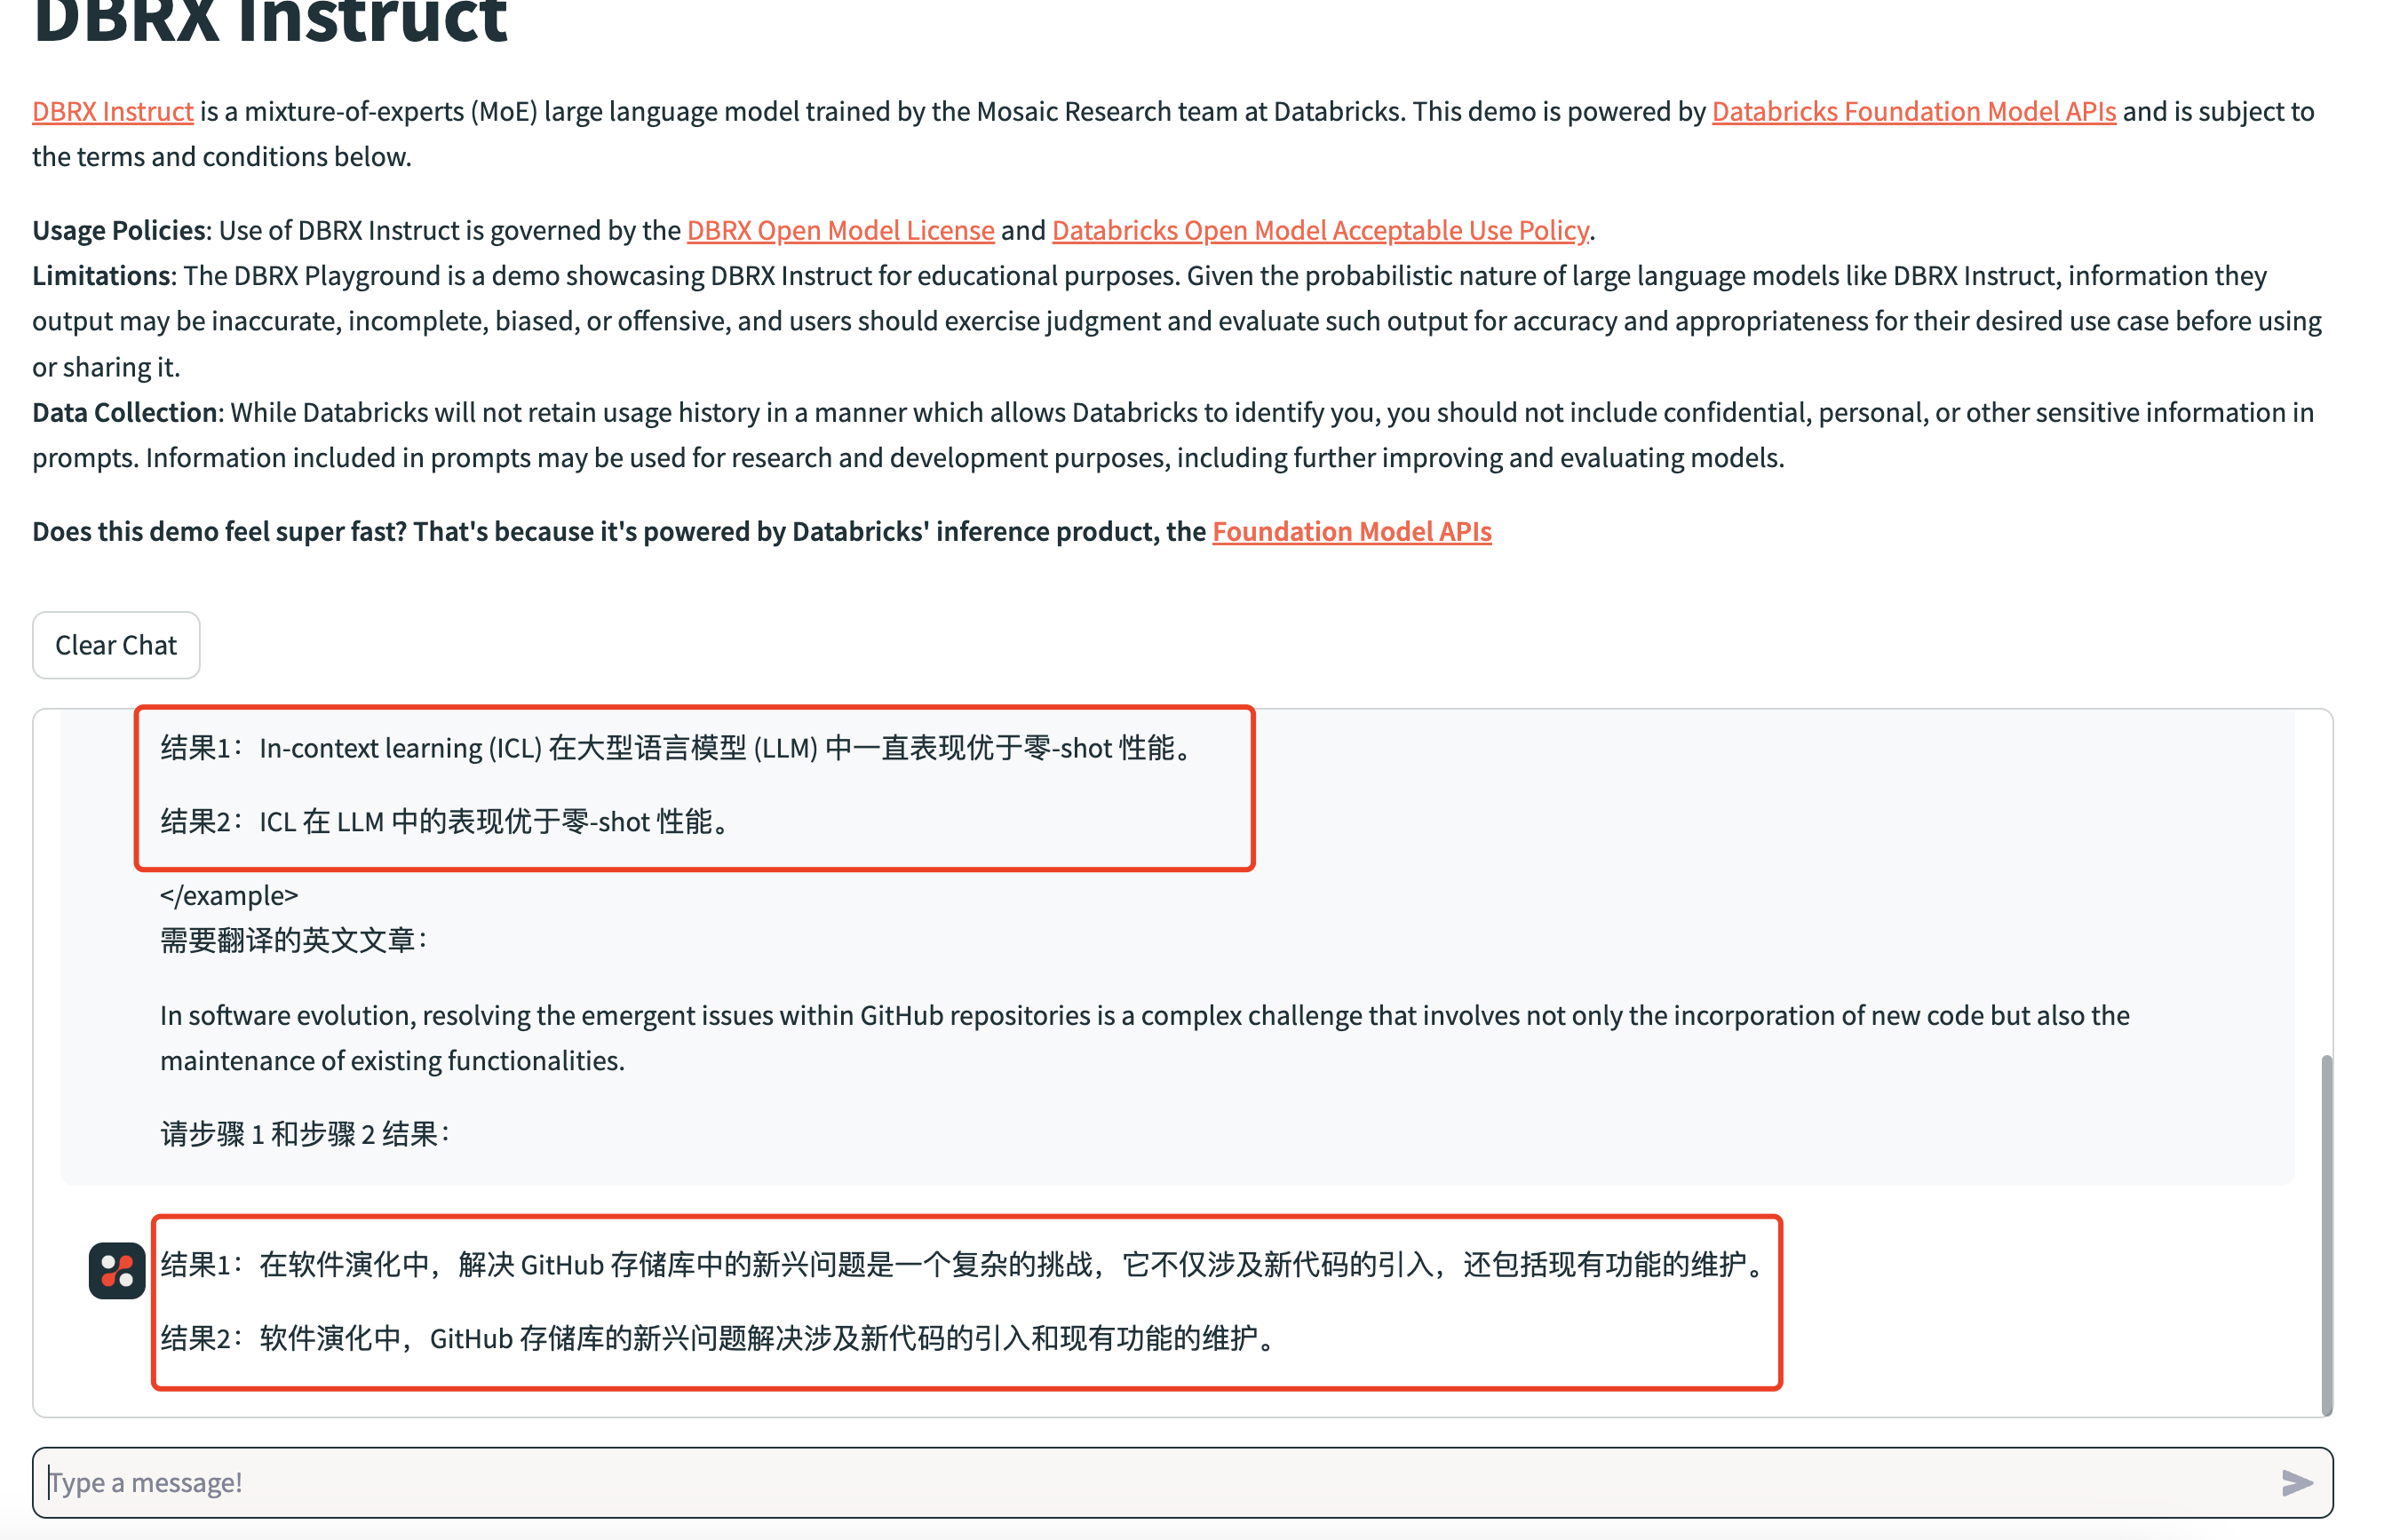 DBRX Instruct
DBRX Instruct is a mixture-of-experts (MoE) large language model trained by the Mosaic Research team at Databricks. This demo is powered by Databricks Foundation Model APIs and is subject to
the terms and conditions below.
Usage Policies: Use of DBRX Instruct is governed by the DBRX Open Model License and Databricks Open Model Acceptable Use Policy.
Limitations: The DBRX Playground is a demo showcasing DBRX Instruct for educational purposes. Given the probabilistic nature of large language models like DBRX Instruct, information they
output may be inaccurate, incomplete, biased, or offensive, and users should exercise judgment and evaluate such output for accuracy and appropriateness for their desired use case before using
or sharing it.
Data Collection: While Databricks will not retain usage history in a manner which allows Databricks to identify you, you should not include confidential, personal, or other sensitive information in
prompts. Information included in prompts may be used for research and development purposes, including further improving and evaluating models.
Does this demo feel super fast? That's because it's powered by Databricks' inference product, the Foundation Model APIs
Clear Chat
结果1：In-context learning (ICL) 在大型语言模型 (LLM) 中一直表现优于零-shot 性能。
结果2：ICL 在 LLM 中的表现优于零-shot 性能。
</example>
需要翻译的英文文章：
In software evolution, resolving the emergent issues within GitHub repositories is a complex challenge that involves not only the incorporation of new code but also the
maintenance of existing functionalities.
请步骤 1 和步骤 2 结果：
结果1：在软件演化中，解决 GitHub 存储库中的新兴问题是一个复杂的挑战，它不仅涉及新代码的引入，还包括现有功能的维护。
结果2：软件演化中，GitHub 存储库的新兴问题解决涉及新代码的引入和现有功能的维护。
Type a message!